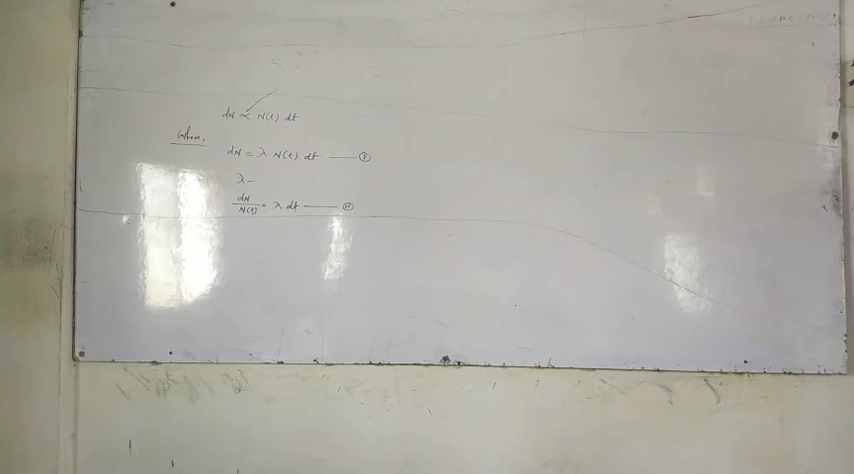 dN ∝ N(t) dt
Where,
dN = λ N(t). dt —— ①
λ -
dN/N(t) = λ dt —— ②